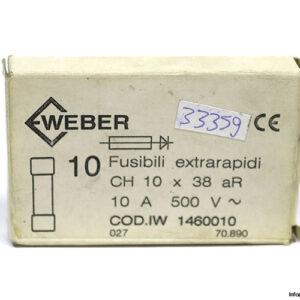 WEBER
33359
CE
10 Fusibili extrarapidi
CH 10 x 38 aR
10 A 500 V ~
COD.IW 1460010
027 70.890